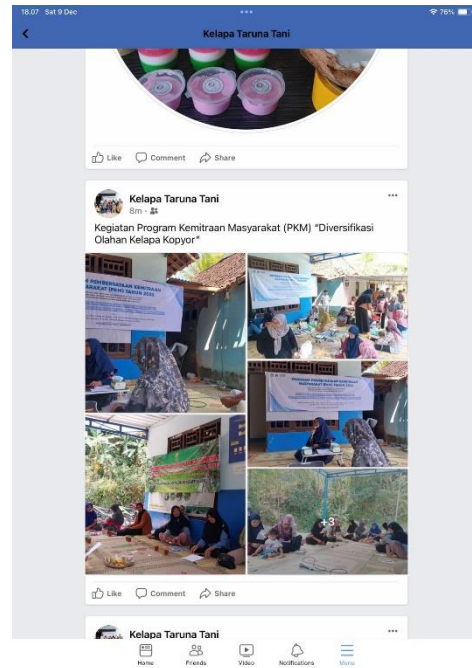 18.07 Sat 9 Dec
76%
Kelapa Taruna Tani
Like Comment Share
Kelapa Taruna Tani
8m
Kegiatan Program Kemitraan Masyarakat (PKM) “Diversifikasi
Olahan Kelapa Kopyor”
+3
Like Comment Share
Kelapa Taruna Tani
Home Friends Video Notifications Menu